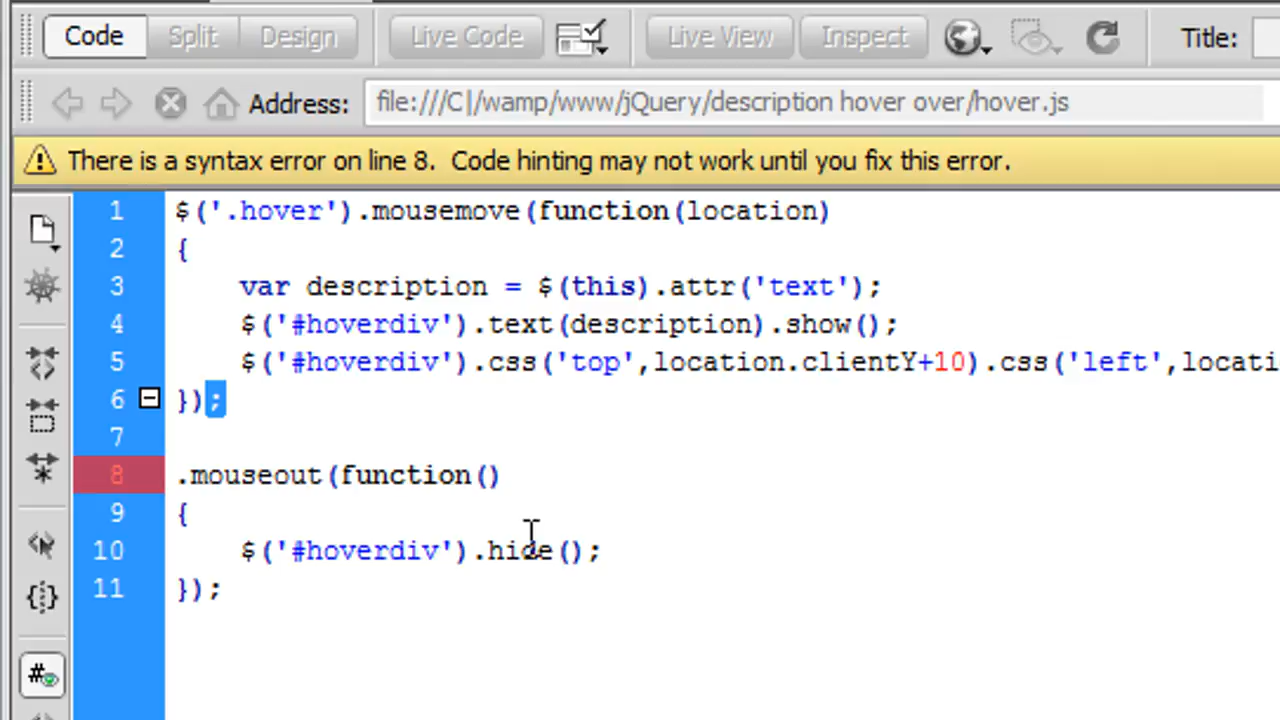 Code Split Design Live Code Live View Inspect Title:
Address: file:///C|/wamp/www/jQuery/description hover over/hover.js
There is a syntax error on line 8. Code hinting may not work until you fix this error.
1 $('.hover').mousemove(function(location)
2 {
3 var description = $(this).attr('text');
4 $('#hoverdiv').text(description).show();
5 $('#hoverdiv').css('top',location.clientY+10).css('left',locati
6 });
7
8 .mouseout(function()
9 {
10 $('#hoverdiv').hide();
11 });